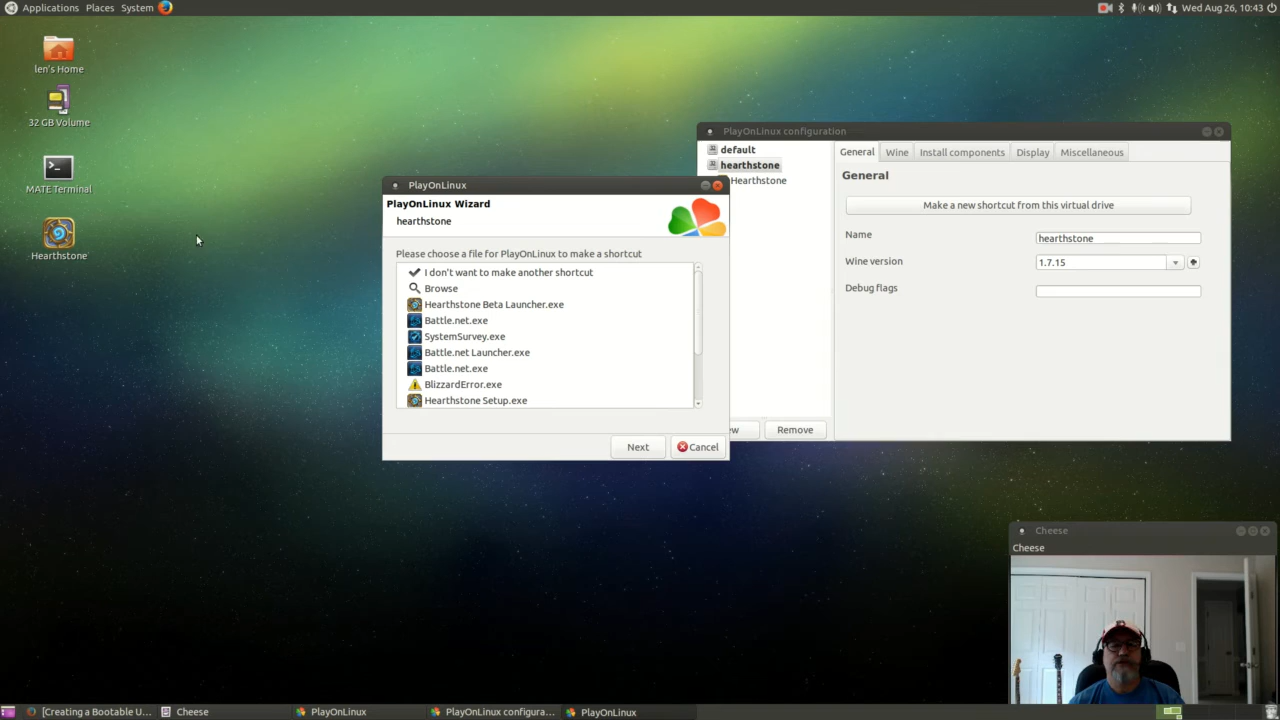 Applications Places System Wed Aug 26, 10:43
len's Home
32 GB Volume
MATE Terminal
Hearthstone
PlayOnLinux configuration
default
hearthstone
Hearthstone
General Wine Install components Display Miscellaneous
General
Make a new shortcut from this virtual drive
Name hearthstone
Wine version 1.7.15
Debug flags
ew Remove
PlayOnLinux
PlayOnLinux Wizard
hearthstone
Please choose a file for PlayOnLinux to make a shortcut
I don't want to make another shortcut
Browse
Hearthstone Beta Launcher.exe
Battle.net.exe
SystemSurvey.exe
Battle.net Launcher.exe
Battle.net.exe
BlizzardError.exe
Hearthstone Setup.exe
Next Cancel
Cheese
Cheese
[Creating a Bootable U... Cheese PlayOnLinux PlayOnLinux configura... PlayOnLinux